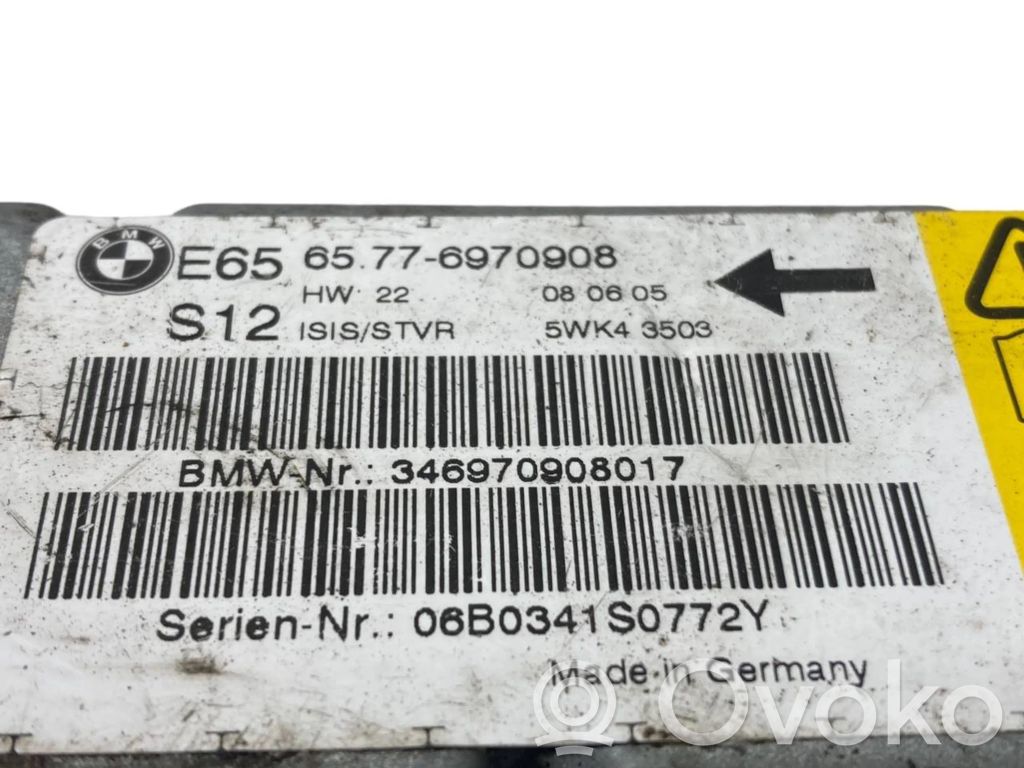 BMW
E65 65.77-6970908
HW 22 08 06 05
S12 ISIS/STVR 5WK4 3503
BMW-Nr.: 346970908017
Serien-Nr.: 06B0341S0772Y
Made in Germany
Ovoko